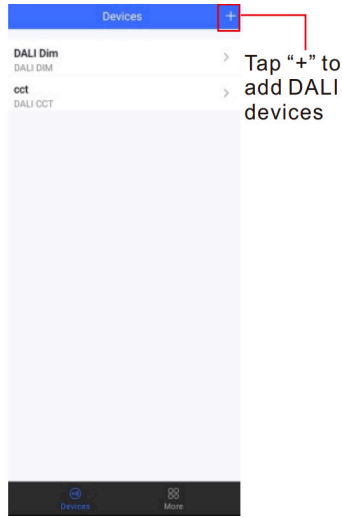 Devices +
DALI Dim
DALI DIM
cct
DALI CCT
Tap “+” to
add DALI
devices
Devices
More